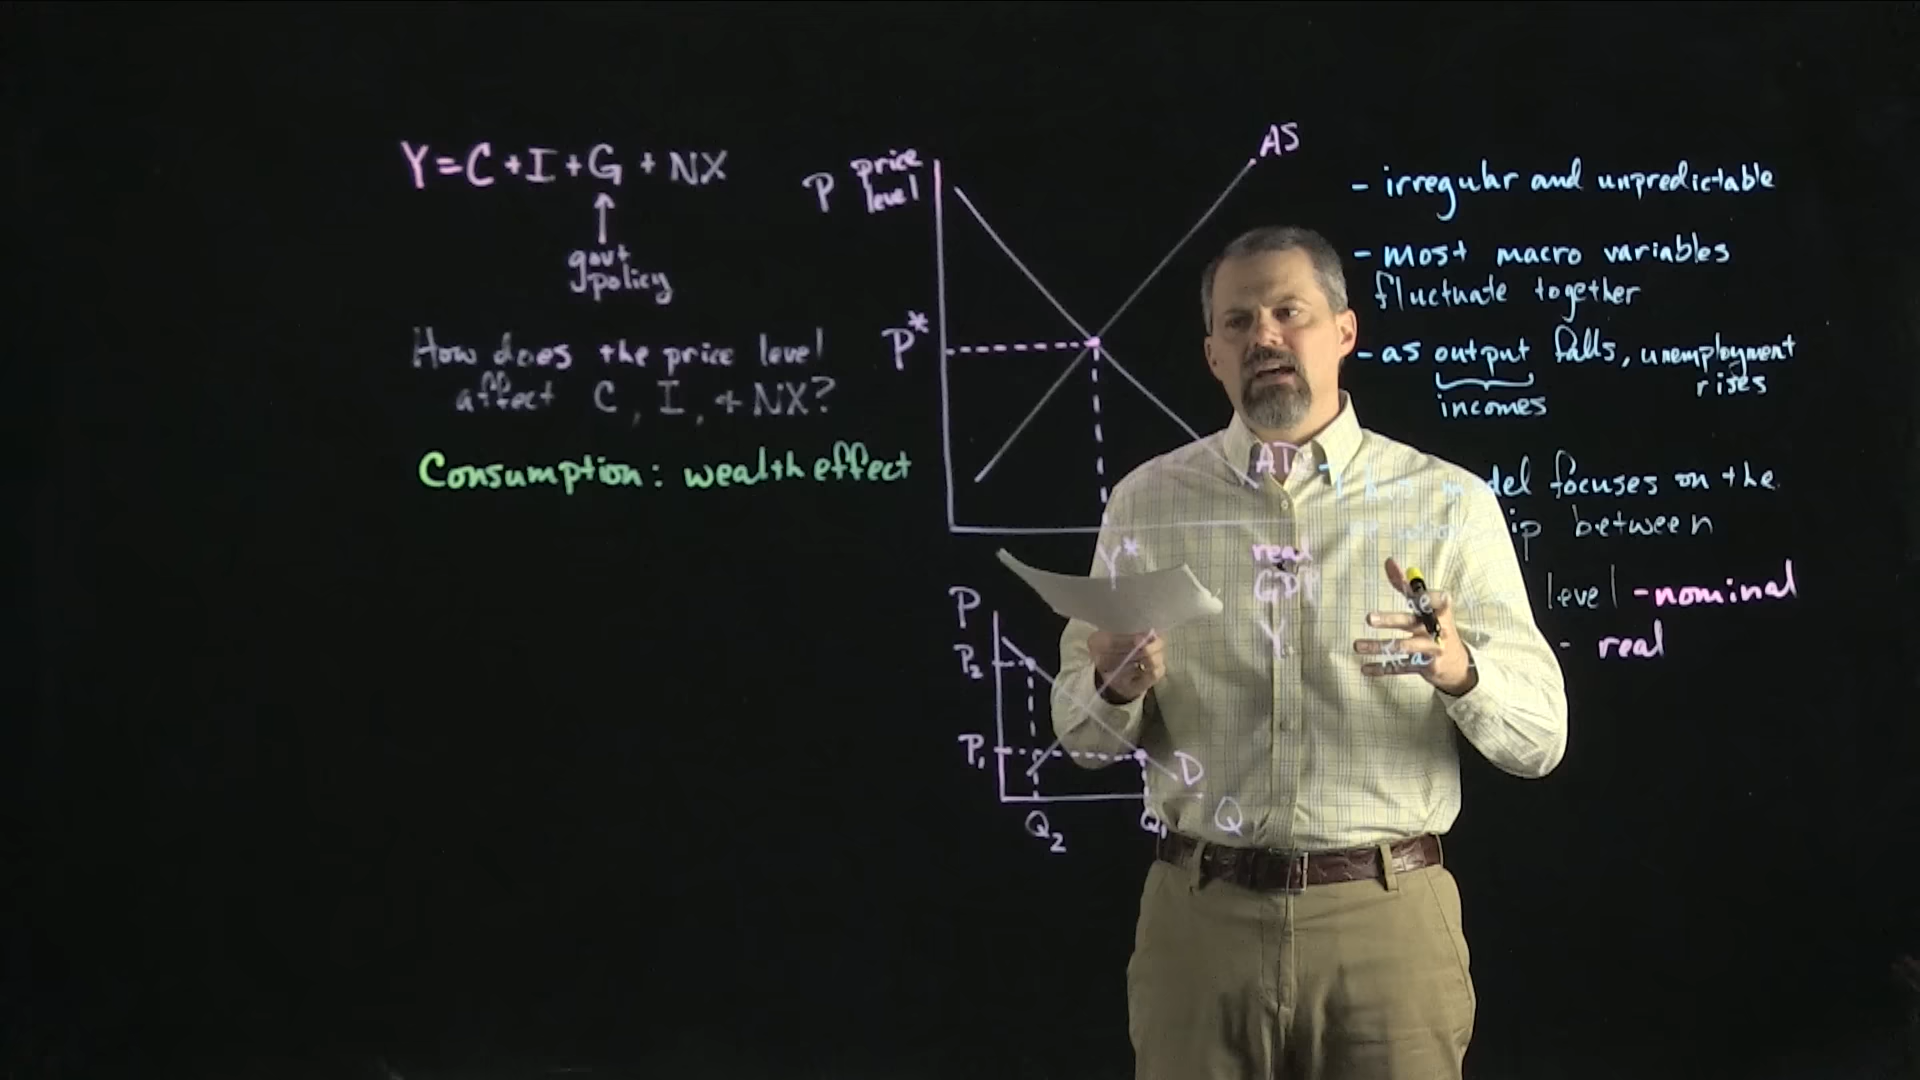 Y = C + I + G + NX
govt
policy
How does the price level
affect C, I, + NX?
Consumption: wealth effect
P price
level
AS
P*
AD
Y*
real
GDP
Y
P
P2
P1
D
Q2
Q1
Q
- irregular and unpredictable
- most macro variables
fluctuate together
- as output falls, unemployment
rises
incomes
model focuses on the
between
level - nominal
- real